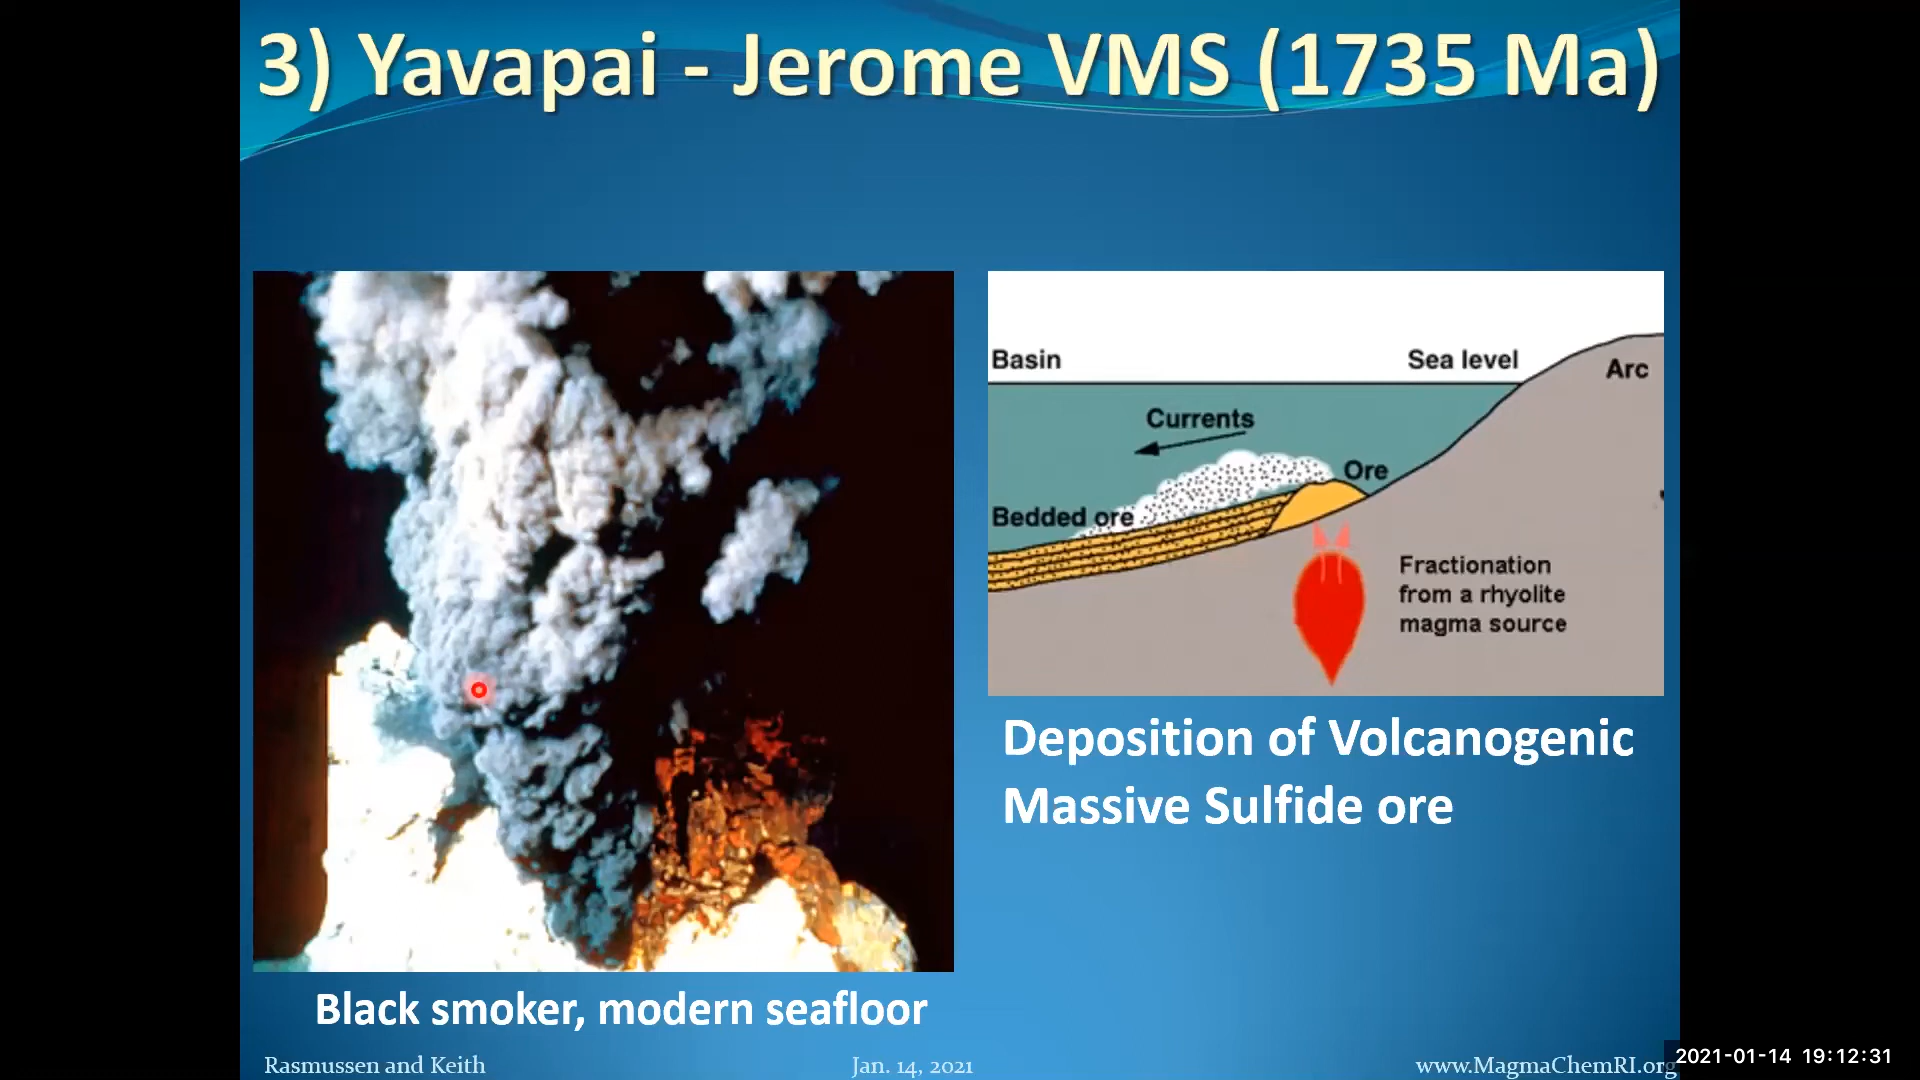 3) Yavapai - Jerome VMS (1735 Ma)
Basin
Sea level
Arc
Currents
Ore
Bedded ore
Fractionation
from a rhyolite
magma source
Deposition of Volcanogenic
Massive Sulfide ore
Black smoker, modern seafloor
Rasmussen and Keith
Jan. 14, 2021
www.MagmaChemRI.org
2021-01-14 19:12:31